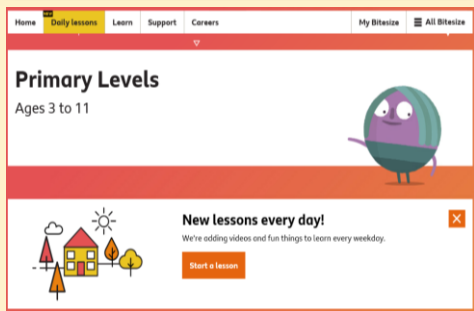 Home NEW Daily lessons Learn Support Careers My Bitesize All Bitesize
Primary Levels
Ages 3 to 11
New lessons every day!
We're adding videos and fun things to learn every weekday.
Start a lesson